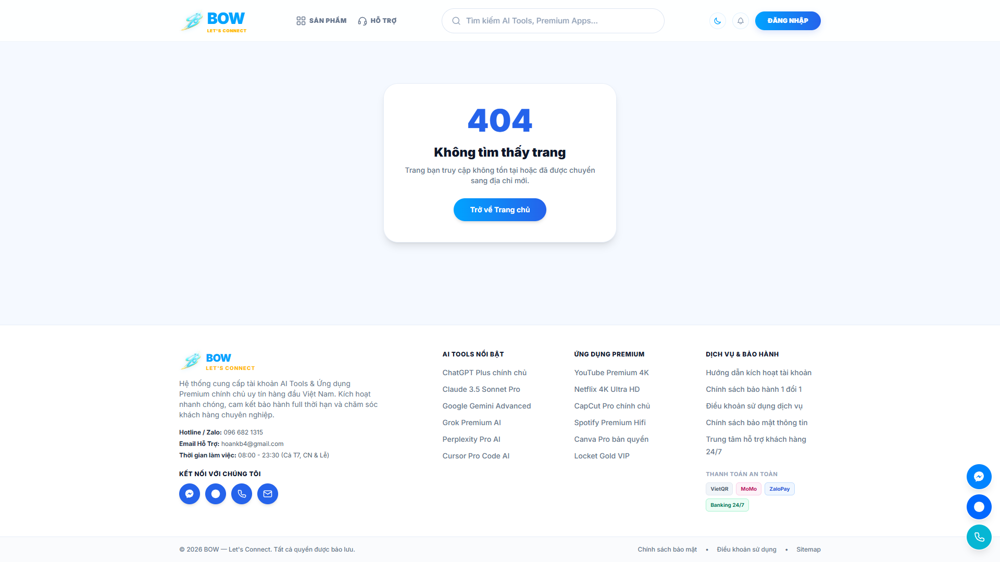 BOW
LET'S CONNECT
SẢN PHẨM
HỖ TRỢ
Tìm kiếm AI Tools, Premium Apps...
ĐĂNG NHẬP
404
Không tìm thấy trang
Trang bạn truy cập không tồn tại hoặc đã được chuyển
sang địa chỉ mới.
Trở về Trang chủ
BOW
LET'S CONNECT
Hệ thống cung cấp tài khoản AI Tools & Ứng dụng
Premium chính chủ uy tín hàng đầu Việt Nam. Kích hoạt
nhanh chóng, cam kết bảo hành full thời hạn và chăm sóc
khách hàng chuyên nghiệp.
Hotline / Zalo: 096 682 1315
Email Hỗ Trợ: hoankb4@gmail.com
Thời gian làm việc: 08:00 - 23:30 (Cả T7, CN & Lễ)
KẾT NỐI VỚI CHÚNG TÔI
AI TOOLS NỔI BẬT
ChatGPT Plus chính chủ
Claude 3.5 Sonnet Pro
Google Gemini Advanced
Grok Premium AI
Perplexity Pro AI
Cursor Pro Code AI
ỨNG DỤNG PREMIUM
YouTube Premium 4K
Netflix 4K Ultra HD
CapCut Pro chính chủ
Spotify Premium Hifi
Canva Pro bản quyền
Locket Gold VIP
DỊCH VỤ & BẢO HÀNH
Hướng dẫn kích hoạt tài khoản
Chính sách bảo hành 1 đổi 1
Điều khoản sử dụng dịch vụ
Chính sách bảo mật thông tin
Trung tâm hỗ trợ khách hàng
24/7
THANH TOÁN AN TOÀN
VietQR
MoMo
ZaloPay
Banking 24/7
© 2026 BOW — Let's Connect. Tất cả quyền được bảo lưu.
Chính sách bảo mật • Điều khoản sử dụng • Sitemap